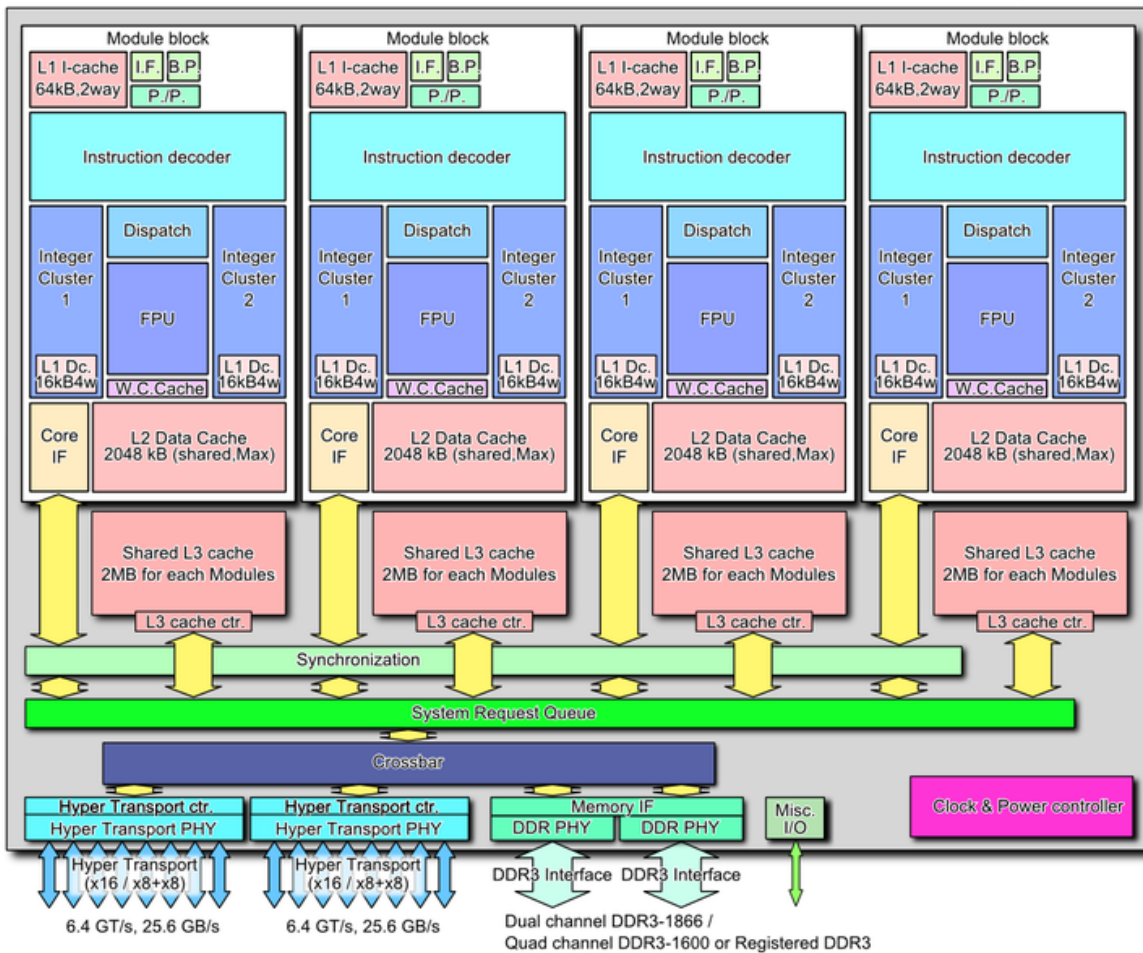 Module block
L1 I-cache
64kB,2way
I.F.
B.P.
P./P.
Instruction decoder
Integer
Cluster
1
Dispatch
FPU
Integer
Cluster
2
L1 Dc.
16kB4w
W.C.Cache
L1 Dc.
16kB4w
Core
IF
L2 Data Cache
2048 kB (shared,Max)
Module block
L1 I-cache
64kB,2way
I.F.
B.P.
P./P.
Instruction decoder
Integer
Cluster
1
Dispatch
FPU
Integer
Cluster
2
L1 Dc.
16kB4w
W.C.Cache
L1 Dc.
16kB4w
Core
IF
L2 Data Cache
2048 kB (shared,Max)
Module block
L1 I-cache
64kB,2way
I.F.
B.P.
P./P.
Instruction decoder
Integer
Cluster
1
Dispatch
FPU
Integer
Cluster
2
L1 Dc.
16kB4w
W.C.Cache
L1 Dc.
16kB4w
Core
IF
L2 Data Cache
2048 kB (shared,Max)
Module block
L1 I-cache
64kB,2way
I.F.
B.P.
P./P.
Instruction decoder
Integer
Cluster
1
Dispatch
FPU
Integer
Cluster
2
L1 Dc.
16kB4w
W.C.Cache
L1 Dc.
16kB4w
Core
IF
L2 Data Cache
2048 kB (shared,Max)
Shared L3 cache
2MB for each Modules
L3 cache ctr.
Shared L3 cache
2MB for each Modules
L3 cache ctr.
Shared L3 cache
2MB for each Modules
L3 cache ctr.
Shared L3 cache
2MB for each Modules
L3 cache ctr.
Synchronization
System Request Queue
Crossbar
Hyper Transport ctr.
Hyper Transport PHY
Hyper Transport ctr.
Hyper Transport PHY
Memory IF
DDR PHY
DDR PHY
Misc.
I/O
Clock & Power controller
Hyper Transport
(x16 / x8+x8)
Hyper Transport
(x16 / x8+x8)
DDR3 Interface
DDR3 Interface
6.4 GT/s, 25.6 GB/s
6.4 GT/s, 25.6 GB/s
Dual channel DDR3-1866 /
Quad channel DDR3-1600 or Registered DDR3